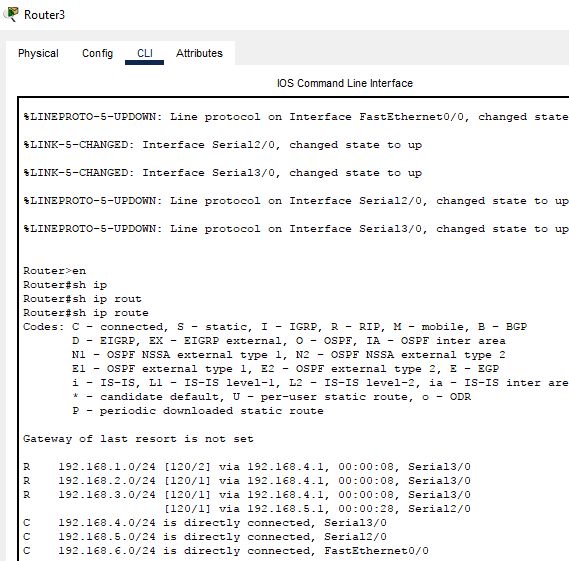 Router3
Physical Config CLI Attributes
IOS Command Line Interface
%LINEPROTO-5-UPDOWN: Line protocol on Interface FastEthernet0/0, changed state
%LINK-5-CHANGED: Interface Serial2/0, changed state to up
%LINK-5-CHANGED: Interface Serial3/0, changed state to up
%LINEPROTO-5-UPDOWN: Line protocol on Interface Serial2/0, changed state to up
%LINEPROTO-5-UPDOWN: Line protocol on Interface Serial3/0, changed state to up
Router>en
Router#sh ip
Router#sh ip rout
Router#sh ip route
Codes: C - connected, S - static, I - IGRP, R - RIP, M - mobile, B - BGP
D - EIGRP, EX - EIGRP external, O - OSPF, IA - OSPF inter area
N1 - OSPF NSSA external type 1, N2 - OSPF NSSA external type 2
E1 - OSPF external type 1, E2 - OSPF external type 2, E - EGP
i - IS-IS, L1 - IS-IS level-1, L2 - IS-IS level-2, ia - IS-IS inter are
* - candidate default, U - per-user static route, o - ODR
P - periodic downloaded static route
Gateway of last resort is not set
R 192.168.1.0/24 [120/2] via 192.168.4.1, 00:00:08, Serial3/0
R 192.168.2.0/24 [120/1] via 192.168.4.1, 00:00:08, Serial3/0
R 192.168.3.0/24 [120/1] via 192.168.4.1, 00:00:08, Serial3/0
[120/1] via 192.168.5.1, 00:00:28, Serial2/0
C 192.168.4.0/24 is directly connected, Serial3/0
C 192.168.5.0/24 is directly connected, Serial2/0
C 192.168.6.0/24 is directly connected, FastEthernet0/0